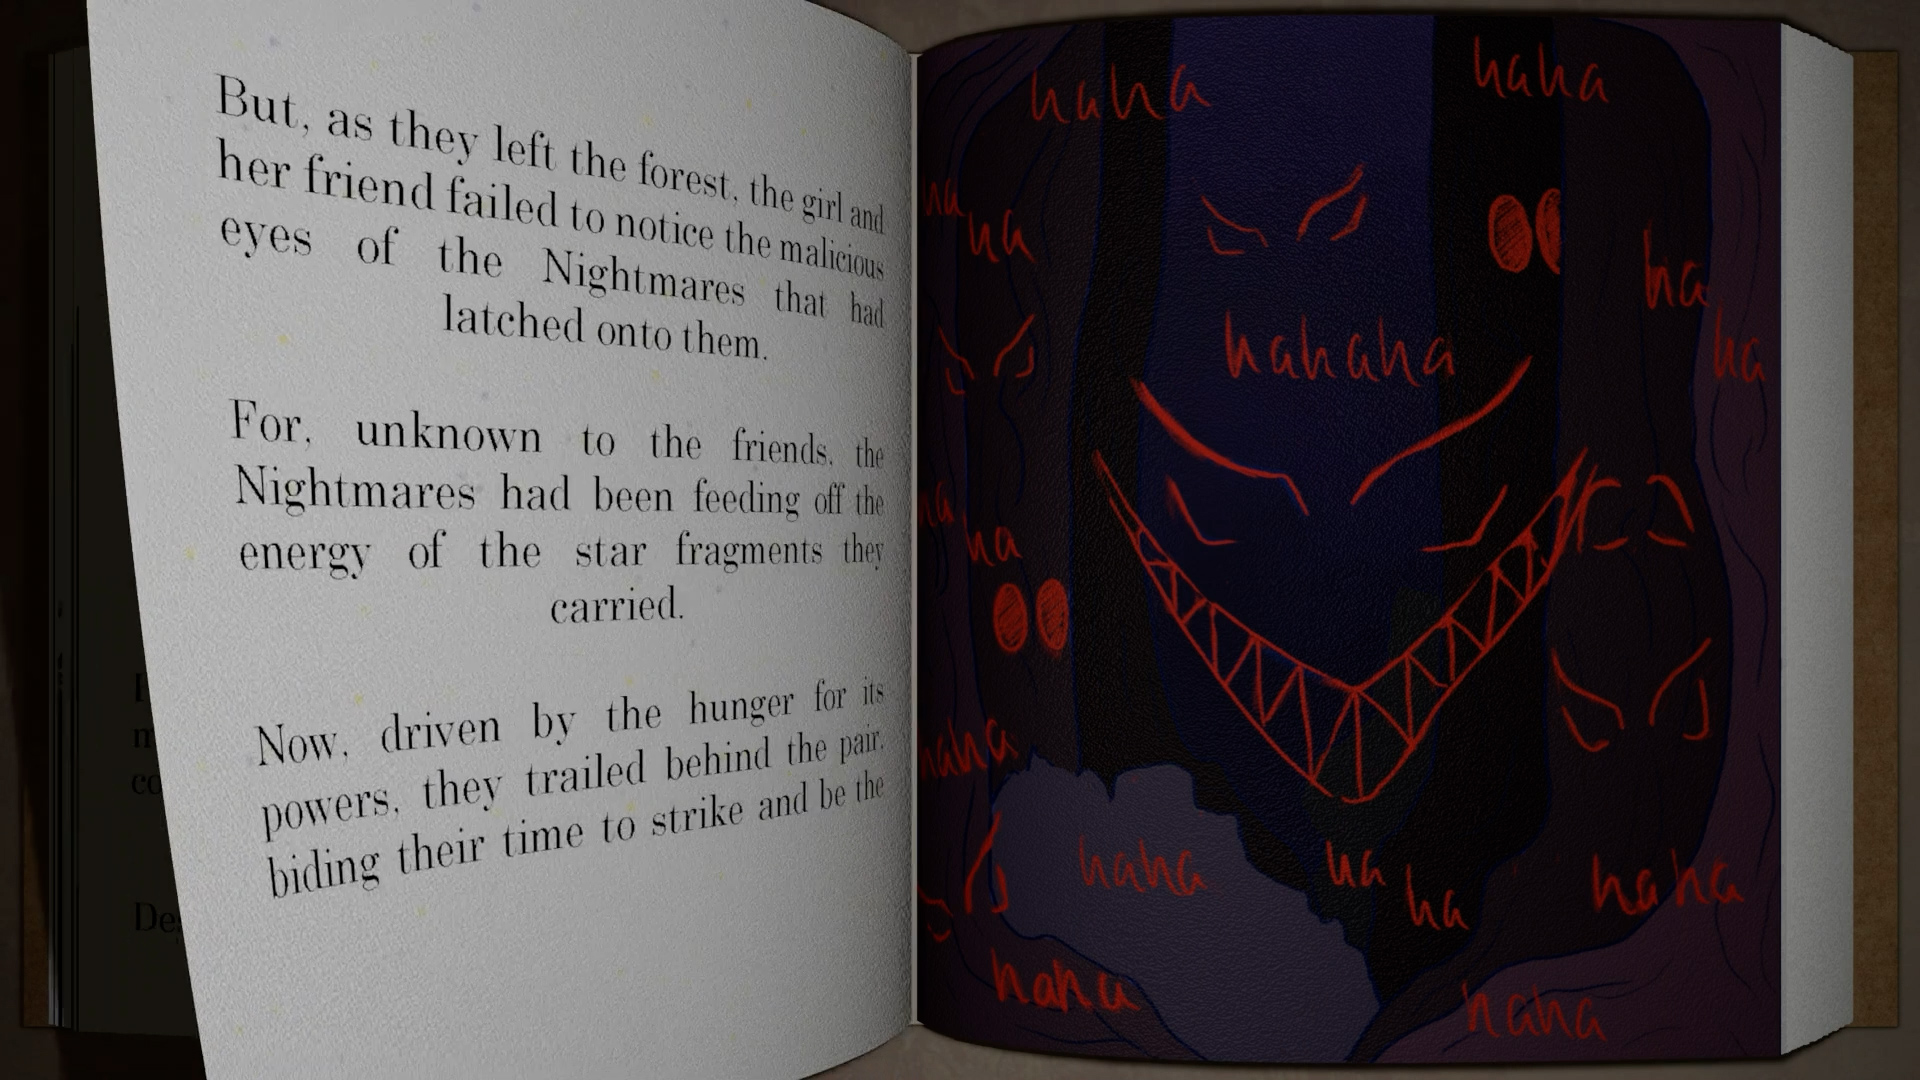 But, as they left the forest, the girl and
her friend failed to notice the malicious
eyes of the Nightmares that had
latched onto them.
For, unknown to the friends, the
Nightmares had been feeding off the
energy of the star fragments they
carried.
Now, driven by the hunger for its
powers, they trailed behind the pair,
biding their time to strike and be the
De
haha
haha
ha
ha
ha
ha
hahaha
ha
ha
haha
haha
ha
ha
haha
haha
haha